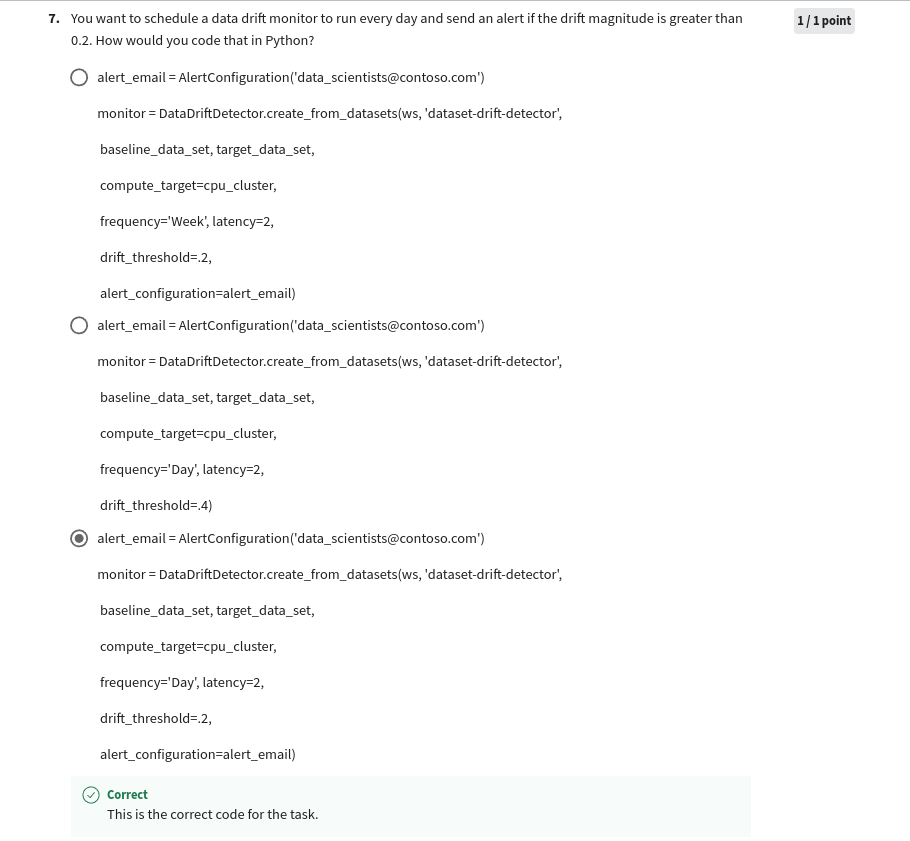 7. You want to schedule a data drift monitor to run every day and send an alert if the drift magnitude is greater than
0.2. How would you code that in Python?
1 / 1 point
alert_email = AlertConfiguration('data_scientists@contoso.com')
monitor = DataDriftDetector.create_from_datasets(ws, 'dataset-drift-detector',
baseline_data_set, target_data_set,
compute_target=cpu_cluster,
frequency='Week', latency=2,
drift_threshold=.2,
alert_configuration=alert_email)
alert_email = AlertConfiguration('data_scientists@contoso.com')
monitor = DataDriftDetector.create_from_datasets(ws, 'dataset-drift-detector',
baseline_data_set, target_data_set,
compute_target=cpu_cluster,
frequency='Day', latency=2,
drift_threshold=.4)
alert_email = AlertConfiguration('data_scientists@contoso.com')
monitor = DataDriftDetector.create_from_datasets(ws, 'dataset-drift-detector',
baseline_data_set, target_data_set,
compute_target=cpu_cluster,
frequency='Day', latency=2,
drift_threshold=.2,
alert_configuration=alert_email)
Correct
This is the correct code for the task.